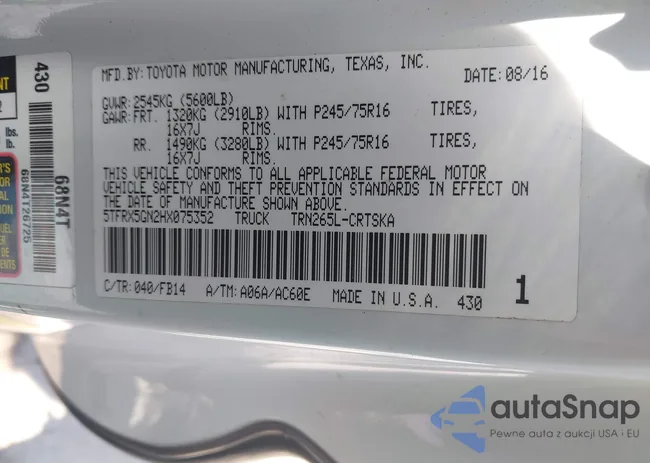 MFD.BY: TOYOTA MOTOR MANUFACTURING, TEXAS, INC.
DATE: 08/16
GVWR: 2545KG (5600LB)
GAWR: FRT. 1320KG (2910LB) WITH P245/75R16 TIRES,
16X7J RIMS.
RR. 1490KG (3280LB) WITH P245/75R16 TIRES,
16X7J RIMS.
THIS VEHICLE CONFORMS TO ALL APPLICABLE FEDERAL MOTOR
VEHICLE SAFETY AND THEFT PREVENTION STANDARDS IN EFFECT ON
THE DATE OF MANUFACTURE SHOWN ABOVE.
5TFRX5GN2HX075352 TRUCK TRN265L-CRTSKA
C/TR: 040/FB14 A/TM: A06A/AC60E MADE IN U.S.A. 430
1
430
68N4T
68N4T26725
lbs.
lb.
autoSnap
Pewne auta z aukcji USA i EU